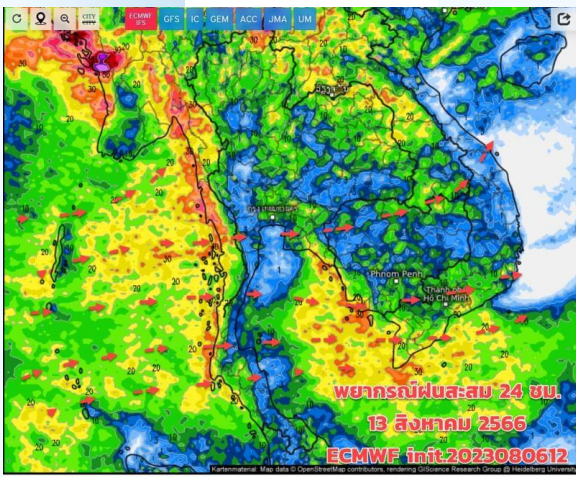 CITY
CITY
ECMWF
IFS
GFS
IC
GEM
ACC
JMA
UM
Phnom Penh
Thành phố
Hồ Chí Minh
พยากรณ์ฝนสะสม 24 ชม.
13 สิงหาคม 2566
ECMWF init.2023080612
Kartenmaterial: Map data © OpenStreetMap contributors, rendering GIScience Research Group @ Heidelberg University